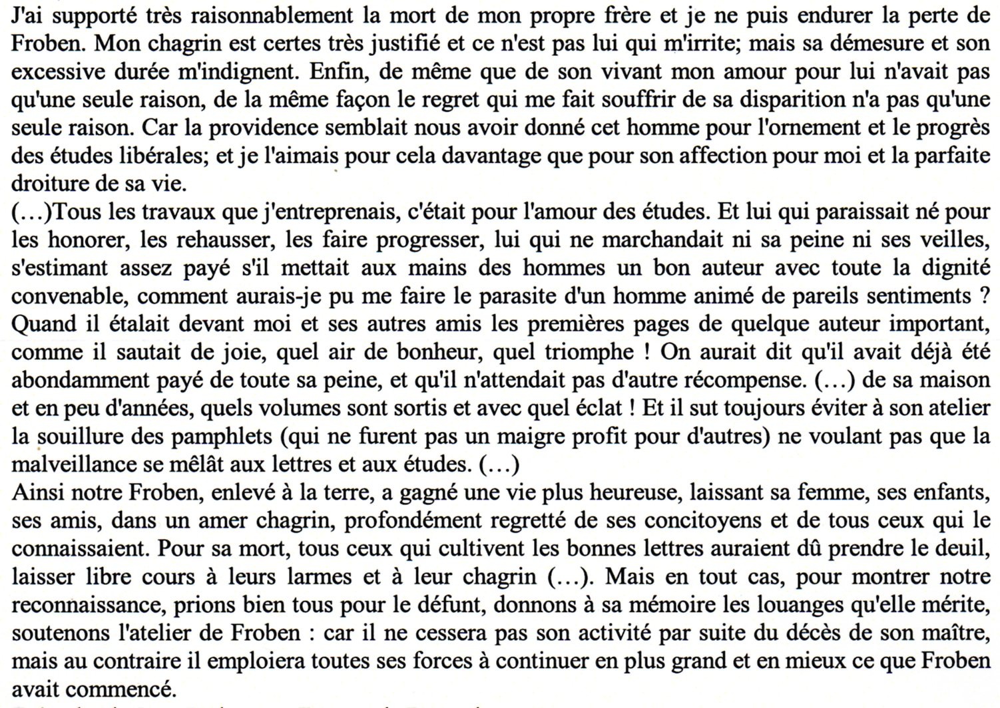 J'ai supporté très raisonnablement la mort de mon propre frère et je ne puis endurer la perte de
Froben. Mon chagrin est certes très justifié et ce n'est pas lui qui m'irrite; mais sa démesure et son
excessive durée m'indignent. Enfin, de même que de son vivant mon amour pour lui n'avait pas
qu'une seule raison, de la même façon le regret qui me fait souffrir de sa disparition n'a pas qu'une
seule raison. Car la providence semblait nous avoir donné cet homme pour l'ornement et le progrès
des études libérales; et je l'aimais pour cela davantage que pour son affection pour moi et la parfaite
droiture de sa vie.
(…)Tous les travaux que j'entreprenais, c'était pour l'amour des études. Et lui qui paraissait né pour
les honorer, les rehausser, les faire progresser, lui qui ne marchandait ni sa peine ni ses veilles,
s'estimant assez payé s'il mettait aux mains des hommes un bon auteur avec toute la dignité
convenable, comment aurais-je pu me faire le parasite d'un homme animé de pareils sentiments ?
Quand il étalait devant moi et ses autres amis les premières pages de quelque auteur important,
comme il sautait de joie, quel air de bonheur, quel triomphe ! On aurait dit qu'il avait déjà été
abondamment payé de toute sa peine, et qu'il n'attendait pas d'autre récompense. (…) de sa maison
et en peu d'années, quels volumes sont sortis et avec quel éclat ! Et il sut toujours éviter à son atelier
la souillure des pamphlets (qui ne furent pas un maigre profit pour d'autres) ne voulant pas que la
malveillance se mêlât aux lettres et aux études. (…)
Ainsi notre Froben, enlevé à la terre, a gagné une vie plus heureuse, laissant sa femme, ses enfants,
ses amis, dans un amer chagrin, profondément regretté de ses concitoyens et de tous ceux qui le
connaissaient. Pour sa mort, tous ceux qui cultivent les bonnes lettres auraient dû prendre le deuil,
laisser libre cours à leurs larmes et à leur chagrin (…). Mais en tout cas, pour montrer notre
reconnaissance, prions bien tous pour le défunt, donnons à sa mémoire les louanges qu'elle mérite,
soutenons l'atelier de Froben : car il ne cessera pas son activité par suite du décès de son maître,
mais au contraire il emploiera toutes ses forces à continuer en plus grand et en mieux ce que Froben
avait commencé.